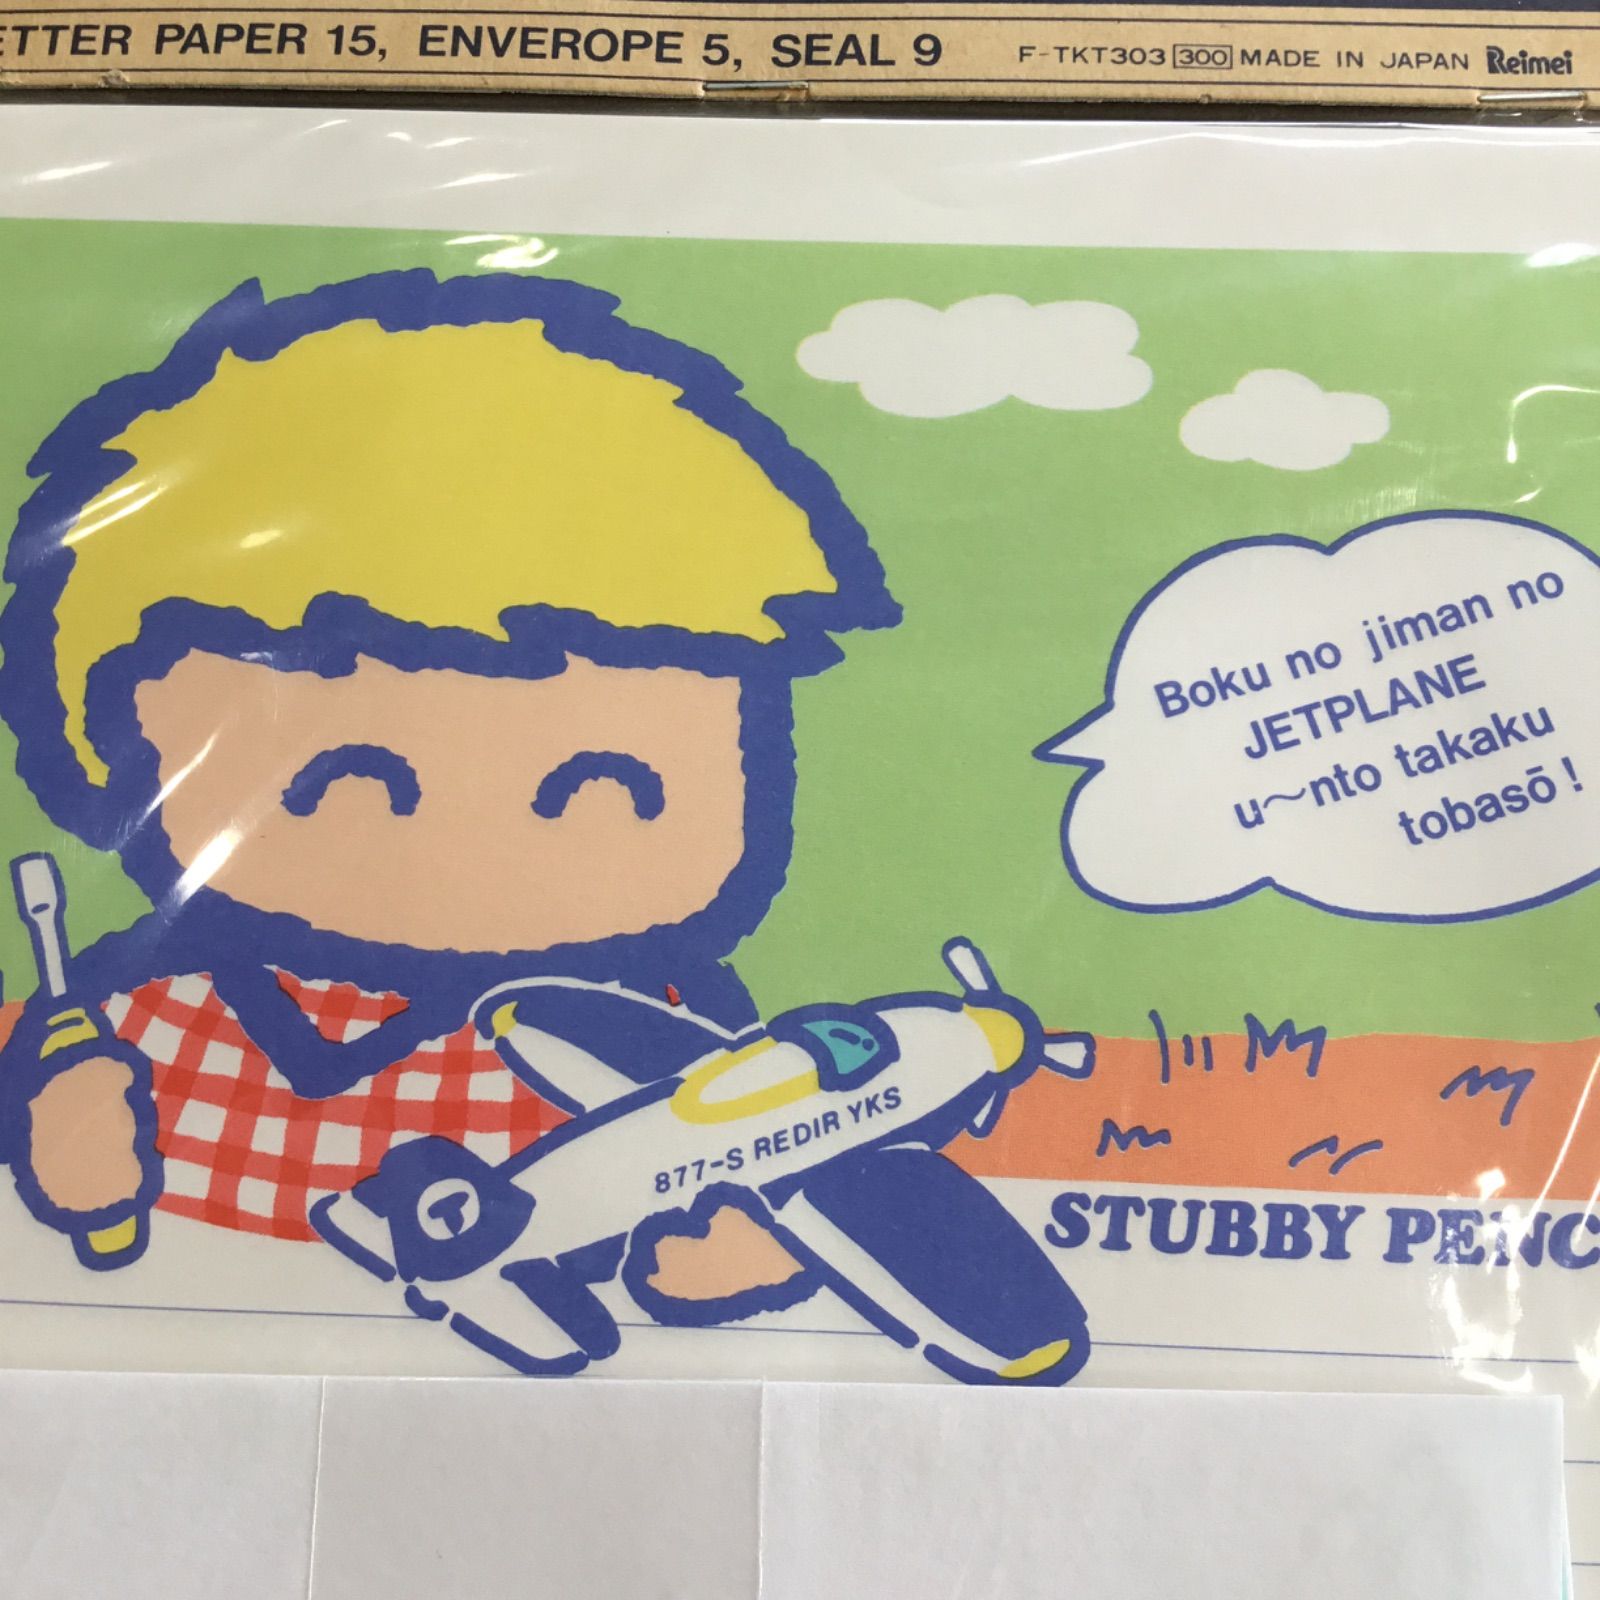 ETTER PAPER 15, ENVEROPE 5, SEAL 9
F-TKT303 300 MADE IN JAPAN Reimei
Boku no jiman no
JETPLANE
u~nto takaku
tobasō!
877-S REDIR YKS
T
STUBBY PENC